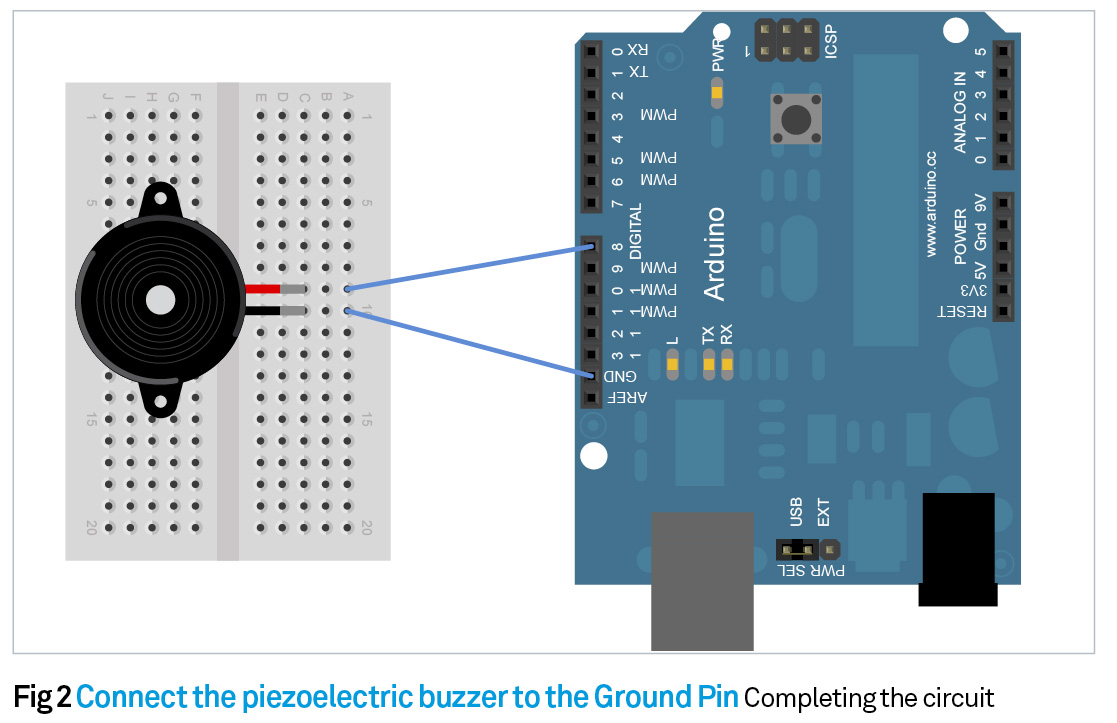 J I H G F E D C B A
1 1
5 5
10
15 15
20 20
0 RX
1 TX
2
3 PWM
4
5 PWM
6 PWM
7
DIGITAL
8
9 PWM
10 PWM
11 PWM
12
13
GND
AREF
PWR
1
ICSP
Arduino
L
TX
RX
www.arduino.cc
ANALOG IN
5
4
3
2
1
0
POWER
9V
Gnd
5V
3V3
RESET
USB
EXT
PWR SEL
Fig 2 Connect the piezoelectric buzzer to the Ground Pin Completing the circuit